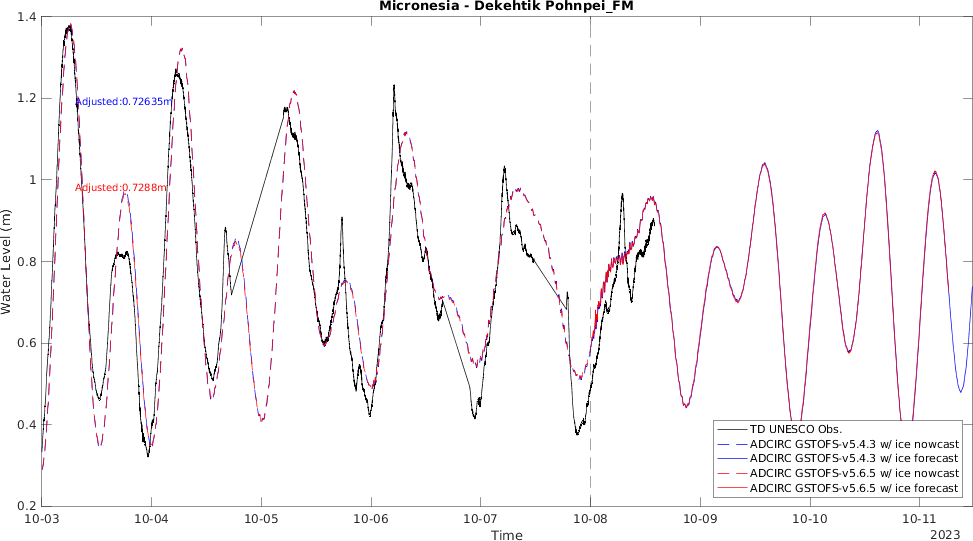 Micronesia - Dekehtik Pohnpei_FM
1.4
1.2
1
0.8
0.6
0.4
0.2
Water Level (m)
Adjusted:0.72635m
Adjusted:0.7288m
TD UNESCO Obs.
ADCIRC GSTOFS-v5.4.3 w/ ice nowcast
ADCIRC GSTOFS-v5.4.3 w/ ice forecast
ADCIRC GSTOFS-v5.6.5 w/ ice nowcast
ADCIRC GSTOFS-v5.6.5 w/ ice forecast
10-03 10-04 10-05 10-06 10-07 10-08 10-09 10-10 10-11
Time
2023